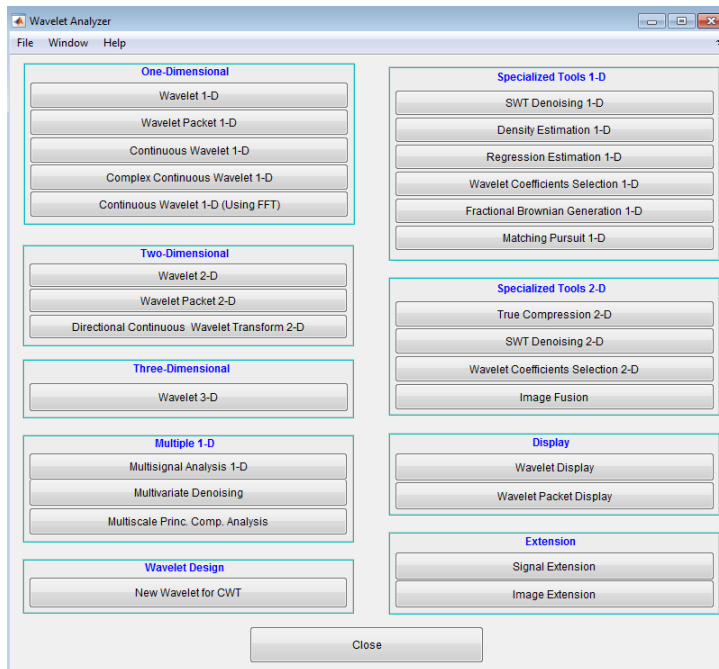 Wavelet Analyzer
File Window Help
One-Dimensional
Wavelet 1-D
Wavelet Packet 1-D
Continuous Wavelet 1-D
Complex Continuous Wavelet 1-D
Continuous Wavelet 1-D (Using FFT)
Two-Dimensional
Wavelet 2-D
Wavelet Packet 2-D
Directional Continuous Wavelet Transform 2-D
Three-Dimensional
Wavelet 3-D
Multiple 1-D
Multisignal Analysis 1-D
Multivariate Denoising
Multiscale Princ. Comp. Analysis
Wavelet Design
New Wavelet for CWT
Specialized Tools 1-D
SWT Denoising 1-D
Density Estimation 1-D
Regression Estimation 1-D
Wavelet Coefficients Selection 1-D
Fractional Brownian Generation 1-D
Matching Pursuit 1-D
Specialized Tools 2-D
True Compression 2-D
SWT Denoising 2-D
Wavelet Coefficients Selection 2-D
Image Fusion
Display
Wavelet Display
Wavelet Packet Display
Extension
Signal Extension
Image Extension
Close